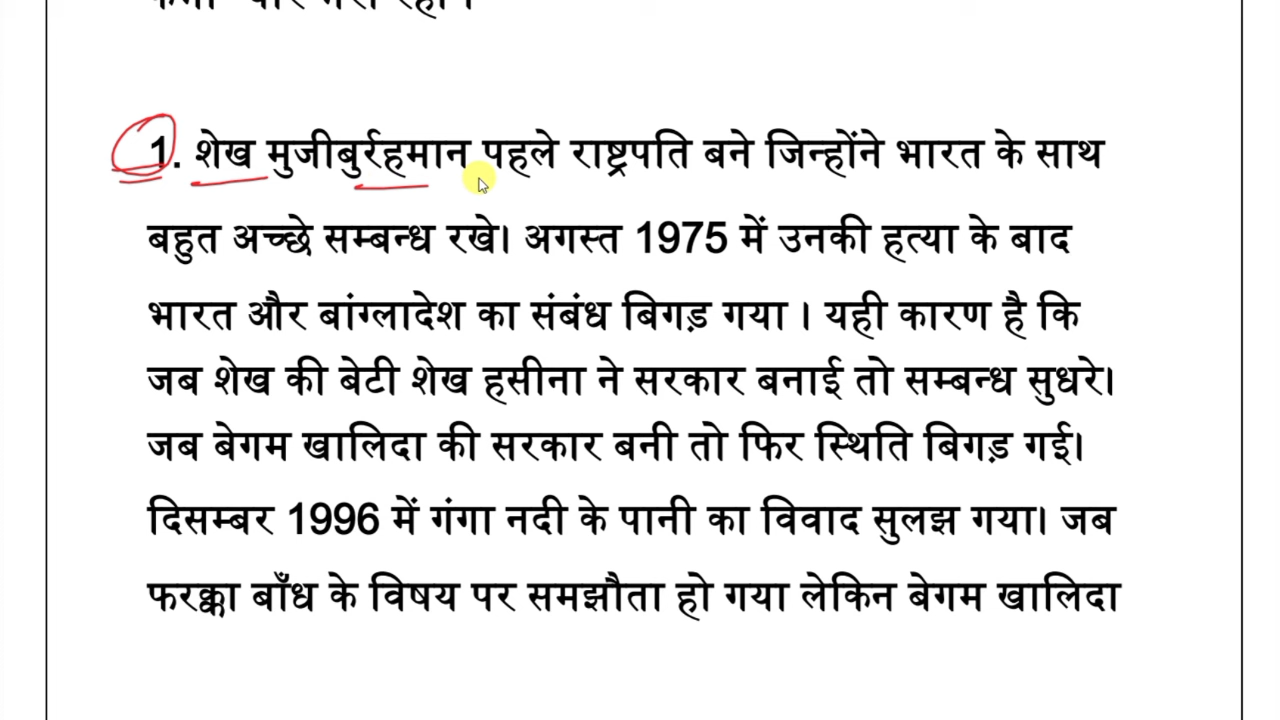 1. शेख मुजीबुर्रहमान पहले राष्ट्रपति बने जिन्होंने भारत के साथ
बहुत अच्छे सम्बन्ध रखे। अगस्त 1975 में उनकी हत्या के बाद
भारत और बांग्लादेश का संबंध बिगड़ गया । यही कारण है कि
जब शेख की बेटी शेख हसीना ने सरकार बनाई तो सम्बन्ध सुधरे।
जब बेगम खालिदा की सरकार बनी तो फिर स्थिति बिगड़ गई।
दिसम्बर 1996 में गंगा नदी के पानी का विवाद सुलझ गया। जब
फरक्का बाँध के विषय पर समझौता हो गया लेकिन बेगम खालिदा